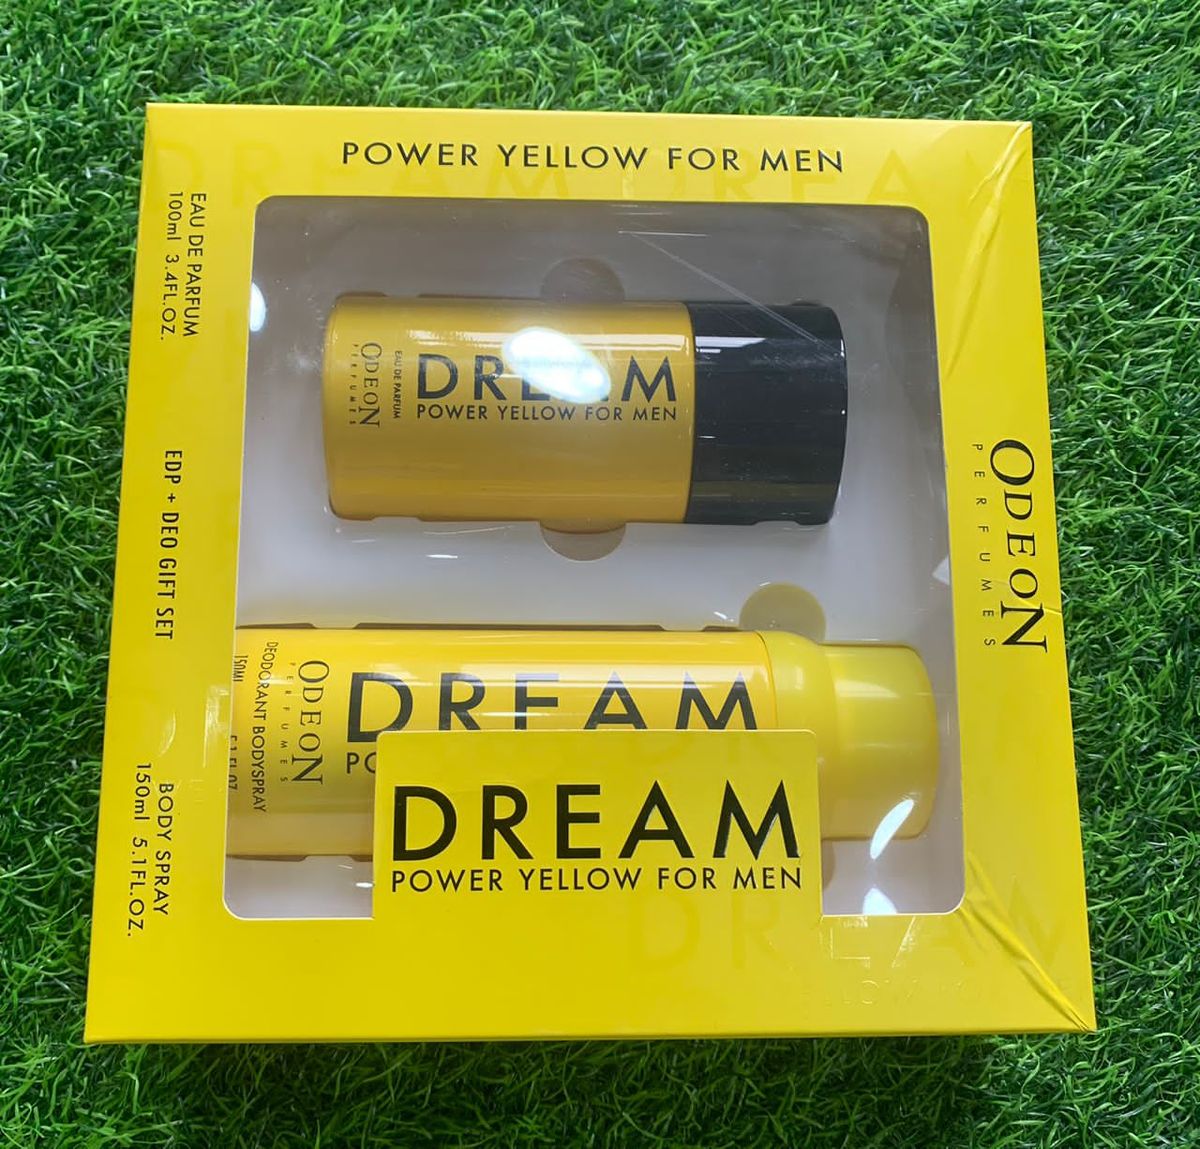 POWER YELLOW FOR MEN
EAU DE PARFUM
100ml 3.4FL.OZ.
EDP + DEO GIFT SET
BODY SPRAY
150ml 5.1FL.OZ.
ODEON
PERFUMES
ODEON
PERFUMES
EAU DE PARFUM
DREAM
POWER YELLOW FOR MEN
ODEON
PERFUMES
DEODORANT BODYSPRAY
150Ml
DREAM
DREAM
POWER YELLOW FOR MEN
DREAM